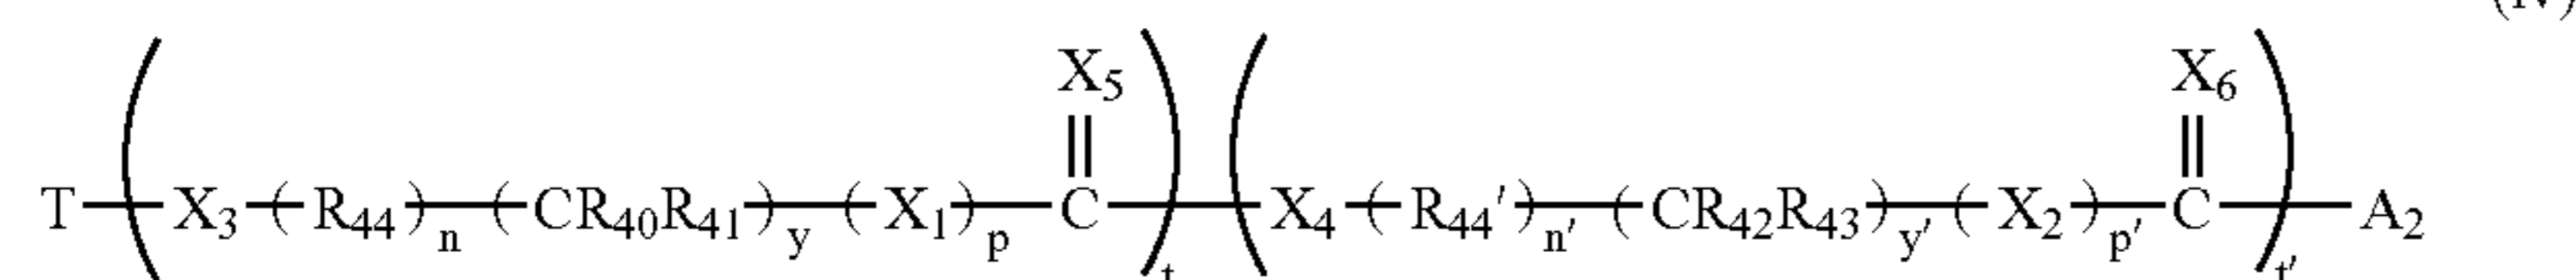 (IV)
X₅ X₆
T—(X₃—(R₄₄)ₙ—(CR₄₀R₄₁)y—(X₁)ₚ—C)ₜ(X₄—(R₄₄′)n′—(CR₄₂R₄₃)y′—(X₂)p′—C)t′—A₂